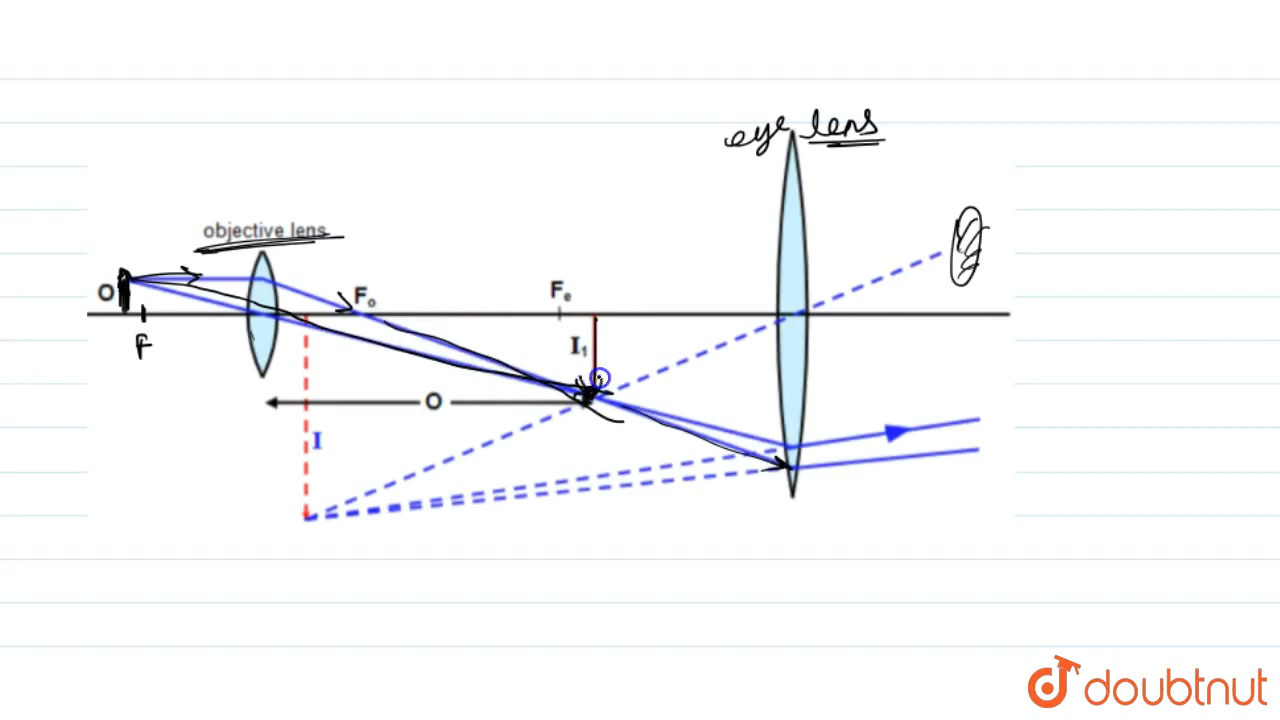 eye lens
objective lens
O
F
Fₒ
Fₑ
I₁
O
I
doubtnut